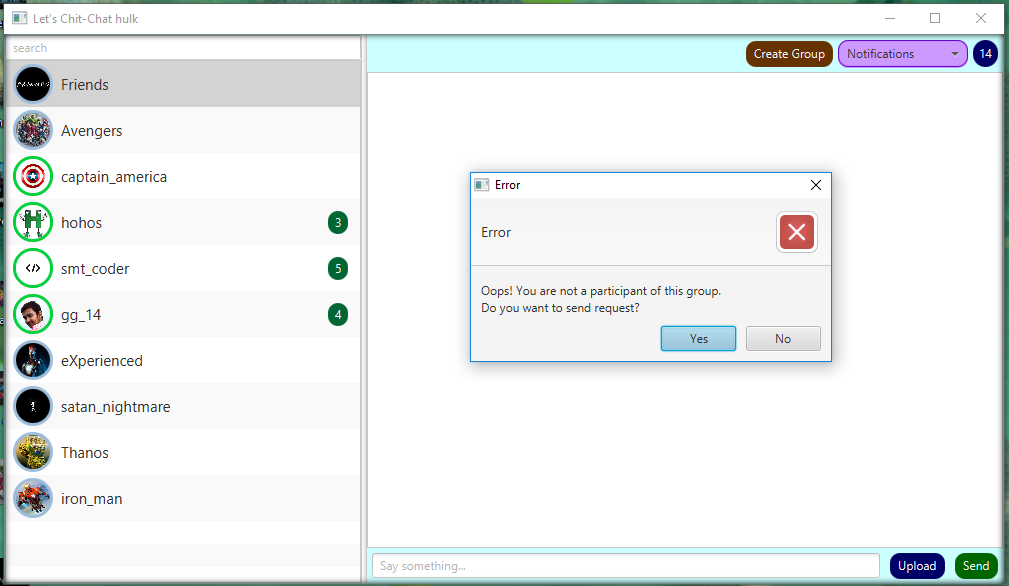 Let's Chit-Chat hulk
search
Create Group
Notifications
14
Friends
Avengers
captain_america
hohos
3
smt_coder
5
gg_14
4
eXperienced
satan_nightmare
Thanos
iron_man
Error
Error
Oops! You are not a participant of this group.
Do you want to send request?
Yes
No
Say something...
Upload
Send